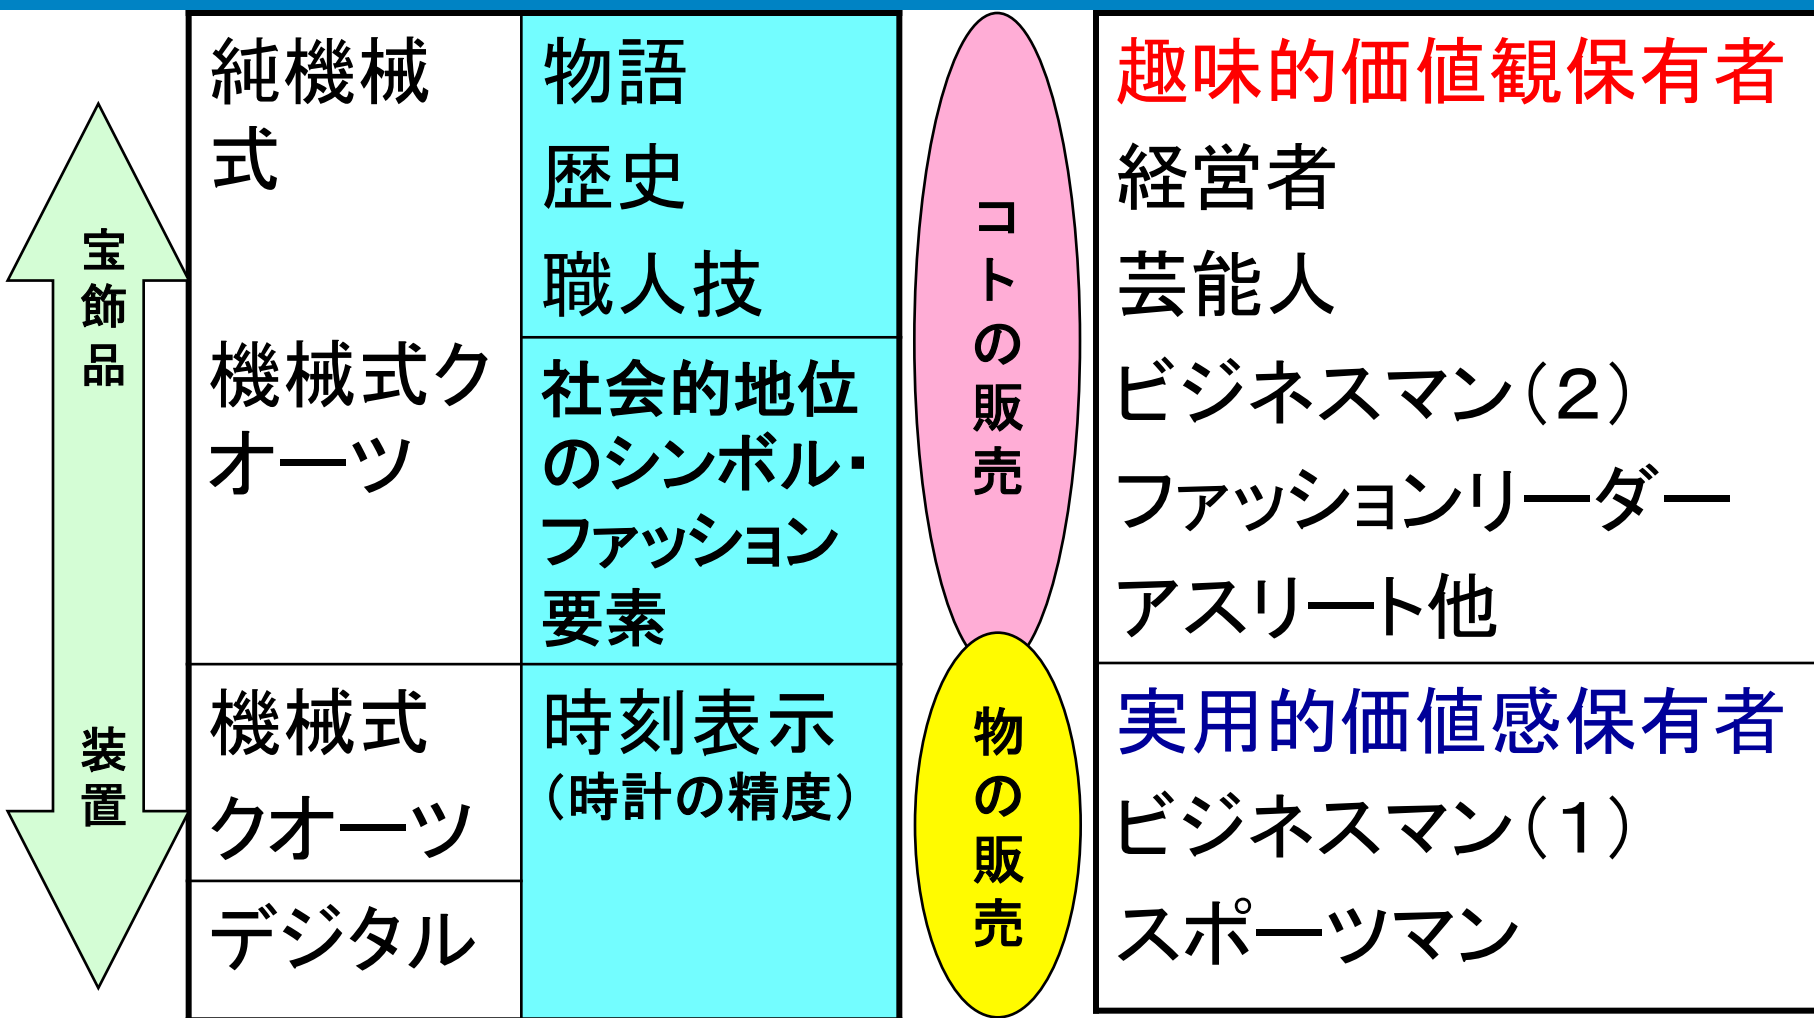 宝飾品
装置
純機械
式
機械式ク
オーツ
機械式
クオーツ
デジタル
物語
歴史
職人技
社会的地位
のシンボル・
ファッション
要素
時刻表示
(時計の精度)
コトの販売
物の販売
趣味的価値観保有者
経営者
芸能人
ビジネスマン(2)
ファッションリーダー
アスリート他
実用的価値感保有者
ビジネスマン(1)
スポーツマン